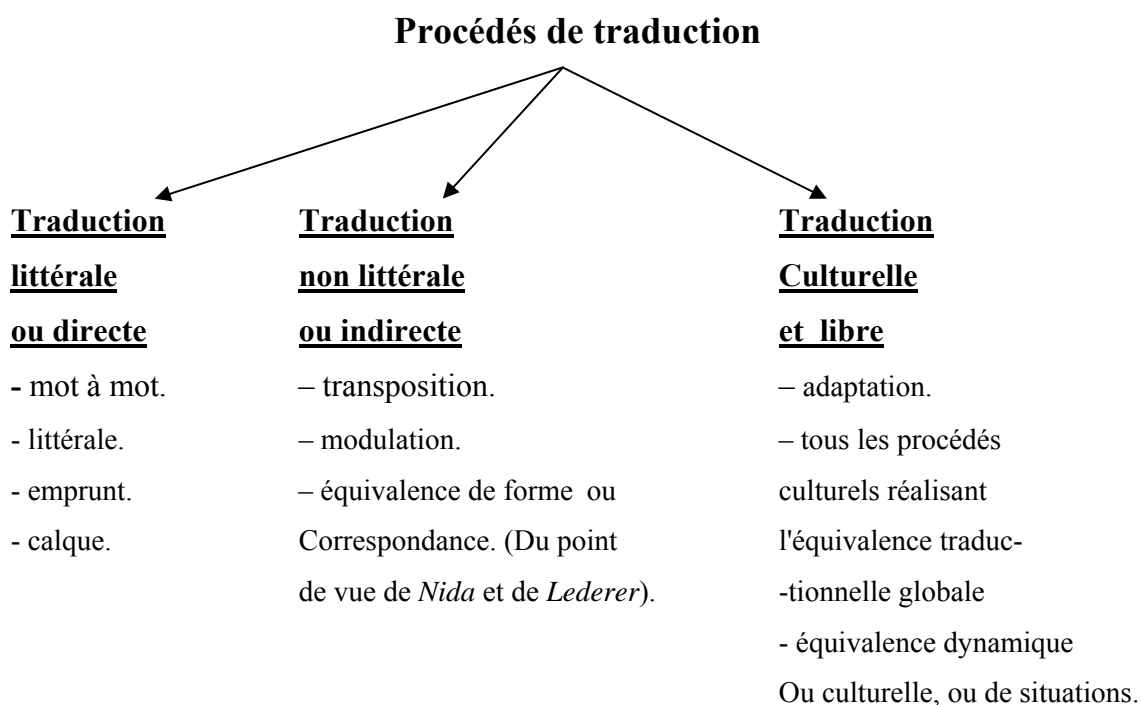 Procédés de traduction
Traduction
littérale
ou directe
- mot à mot.
- littérale.
- emprunt.
- calque.
Traduction
non littérale
ou indirecte
– transposition.
– modulation.
– équivalence de forme ou
Correspondance. (Du point
de vue de Nida et de Lederer).
Traduction
Culturelle
et libre
– adaptation.
– tous les procédés
culturels réalisant
l'équivalence traduc-
-tionnelle globale
- équivalence dynamique
Ou culturelle, ou de situations.